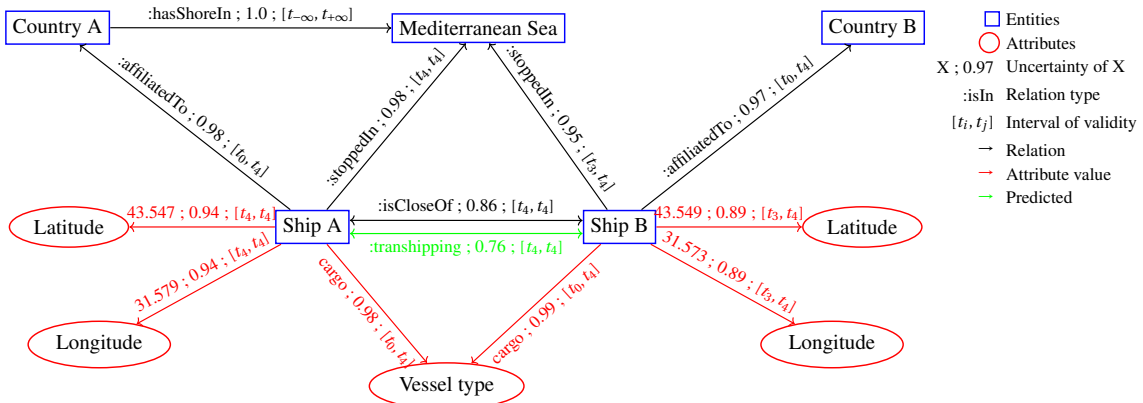 :hasShoreIn ; 1.0 ; [t₋∞, t₊∞]
Country A
Mediterranean Sea
Country B
:affiliatedTo ; 0.98 ; [t₀, t₄]
:stoppedIn ; 0.98 ; [t₄, t₄]
:stoppedIn ; 0.95 ; [t₃, t₄]
:affiliatedTo ; 0.97 ; [t₀, t₄]
Entities
Attributes
X ; 0.97 Uncertainty of X
:isIn Relation type
[tᵢ, tⱼ] Interval of validity
Relation
Attribute value
Predicted
Latitude
43.547 ; 0.94 ; [t₄, t₄]
Ship A
:isCloseOf ; 0.86 ; [t₄, t₄]
:transhipping ; 0.76 ; [t₄, t₄]
Ship B
43.549 ; 0.89 ; [t₃, t₄]
Latitude
31.579 ; 0.94 ; [t₄, t₄]
cargo ; 0.98 ; [t₀, t₄]
cargo ; 0.99 ; [t₀, t₄]
31.573 ; 0.89 ; [t₃, t₄]
Longitude
Longitude
Vessel type